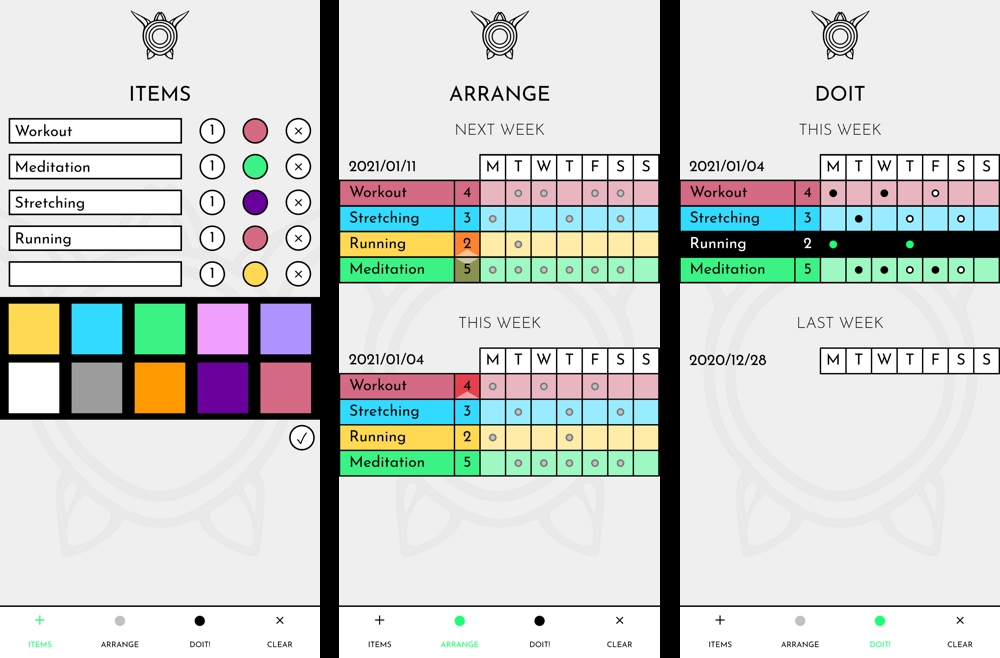 ITEMS
Workout 1 ×
Meditation 1 ×
Stretching 1 ×
Running 1 ×
1 ×
✓
+ ×
ITEMS ARRANGE DOIT! CLEAR
ARRANGE
NEXT WEEK
2021/01/11 M T W T F S S
Workout 4
Stretching 3
Running 2
Meditation 5
THIS WEEK
2021/01/04 M T W T F S S
Workout 4
Stretching 3
Running 2
Meditation 5
+ ×
ITEMS ARRANGE DOIT! CLEAR
DOIT
THIS WEEK
2021/01/04 M T W T F S S
Workout 4
Stretching 3
Running 2
Meditation 5
LAST WEEK
2020/12/28 M T W T F S S
+ ×
ITEMS ARRANGE DOIT! CLEAR